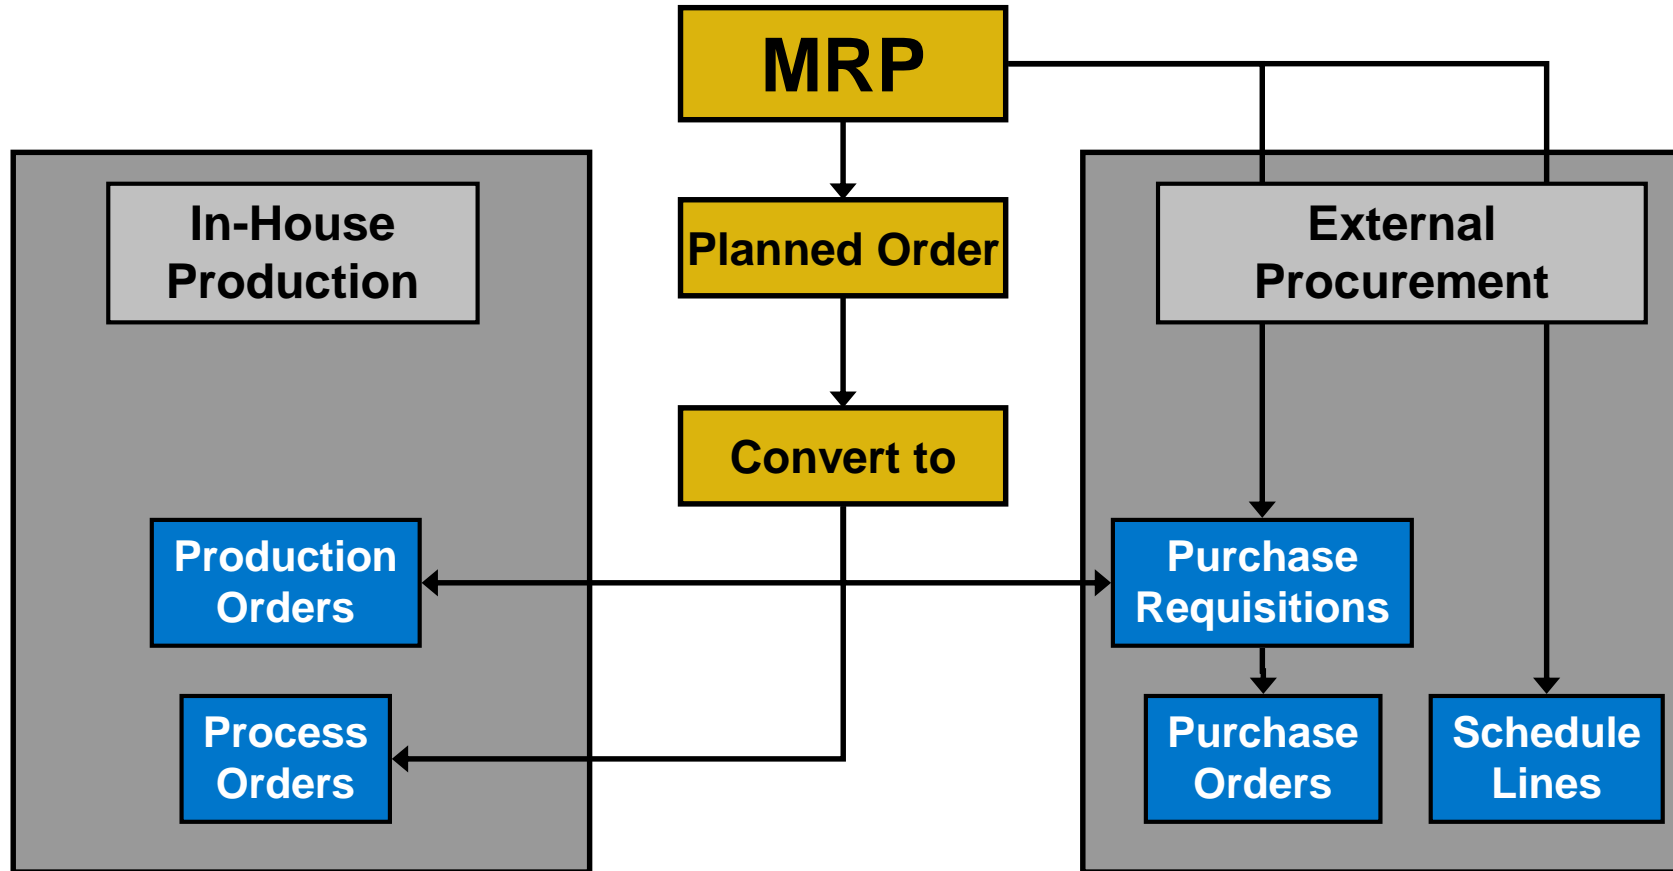 MRP
In-House
Production
Planned Order
External
Procurement
Convert to
Production
Orders
Purchase
Requisitions
Process
Orders
Purchase
Orders
Schedule
Lines